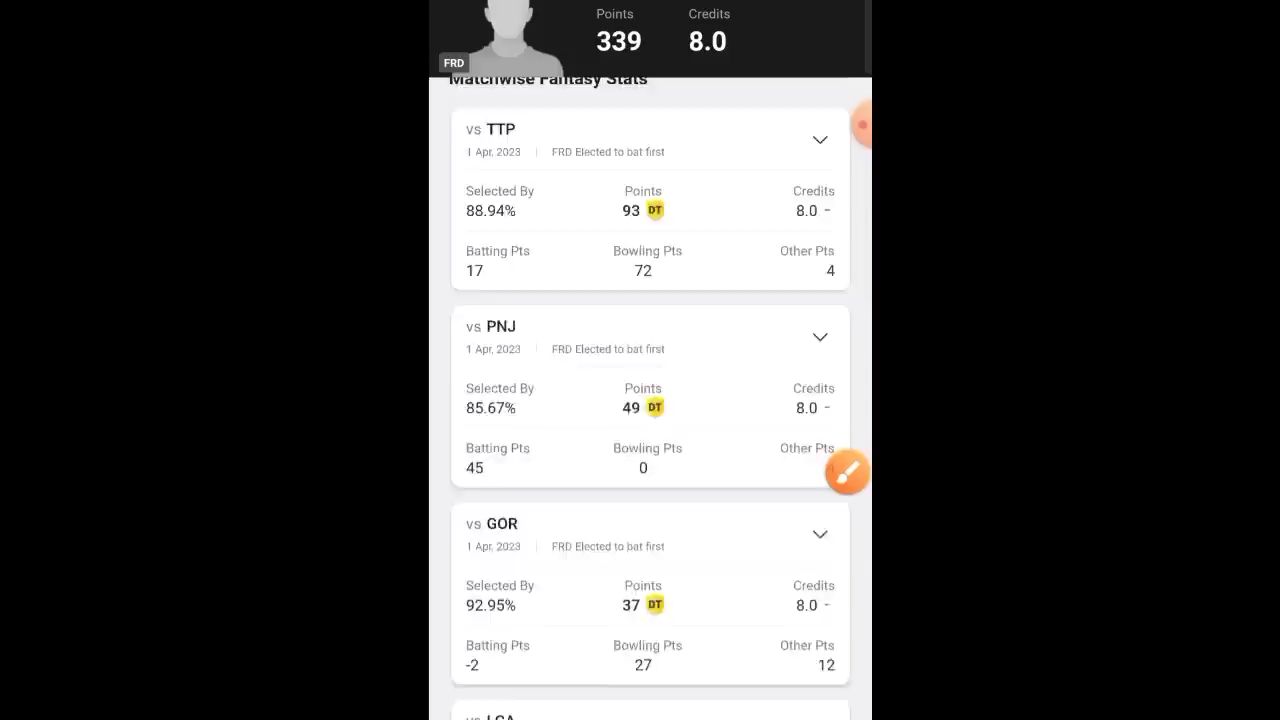 Points Credits
339 8.0
FRD
Matchwise Fantasy Stats
vs TTP
1 Apr, 2023 FRD Elected to bat first
Selected By Points Credits
88.94% 93 DT 8.0 -
Batting Pts Bowling Pts Other Pts
17 72 4
vs PNJ
1 Apr, 2023 FRD Elected to bat first
Selected By Points Credits
85.67% 49 DT 8.0 -
Batting Pts Bowling Pts Other Pts
45 0
vs GOR
1 Apr, 2023 FRD Elected to bat first
Selected By Points Credits
92.95% 37 DT 8.0 -
Batting Pts Bowling Pts Other Pts
-2 27 12
vs